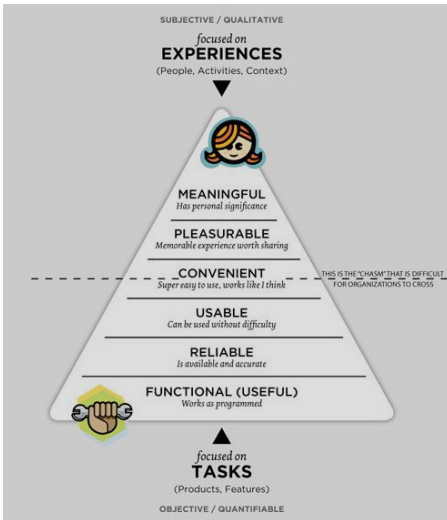 SUBJECTIVE / QUALITATIVE
focused on
EXPERIENCES
(People, Activities, Context)
MEANINGFUL
Has personal significance
PLEASURABLE
Memorable experience worth sharing
CONVENIENT
Super easy to use, works like I think
THIS IS THE "CHASM" THAT IS DIFFICULT
FOR ORGANIZATIONS TO CROSS
USABLE
Can be used without difficulty
RELIABLE
Is available and accurate
FUNCTIONAL (USEFUL)
Works as programmed
focused on
TASKS
(Products, Features)
OBJECTIVE / QUANTIFIABLE